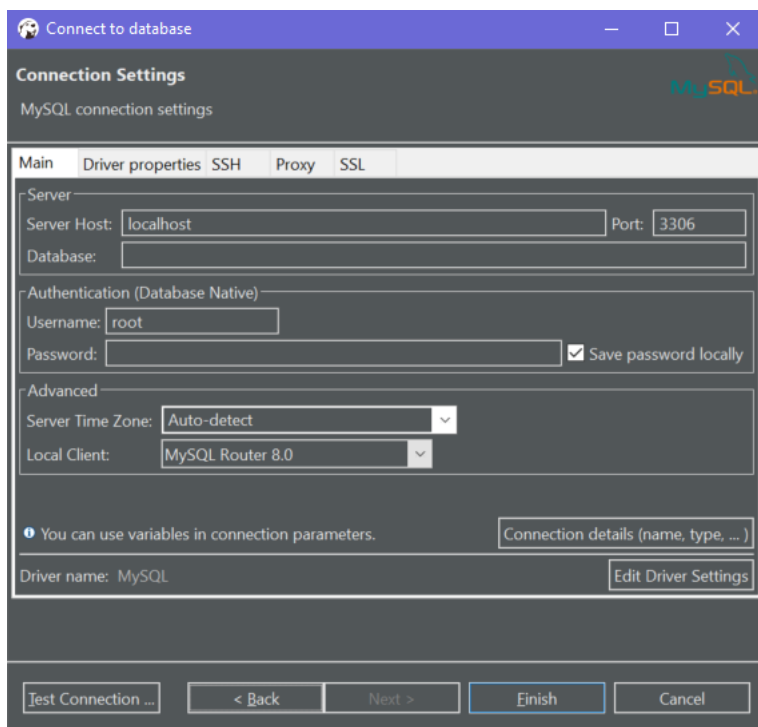 Connect to database
Connection Settings
MySQL connection settings
MySQL
Main Driver properties SSH Proxy SSL
Server
Server Host: localhost Port: 3306
Database:
Authentication (Database Native)
Username: root
Password: Save password locally
Advanced
Server Time Zone: Auto-detect
Local Client: MySQL Router 8.0
You can use variables in connection parameters. Connection details (name, type, ... )
Driver name: MySQL Edit Driver Settings
Test Connection ... < Back Next > Finish Cancel